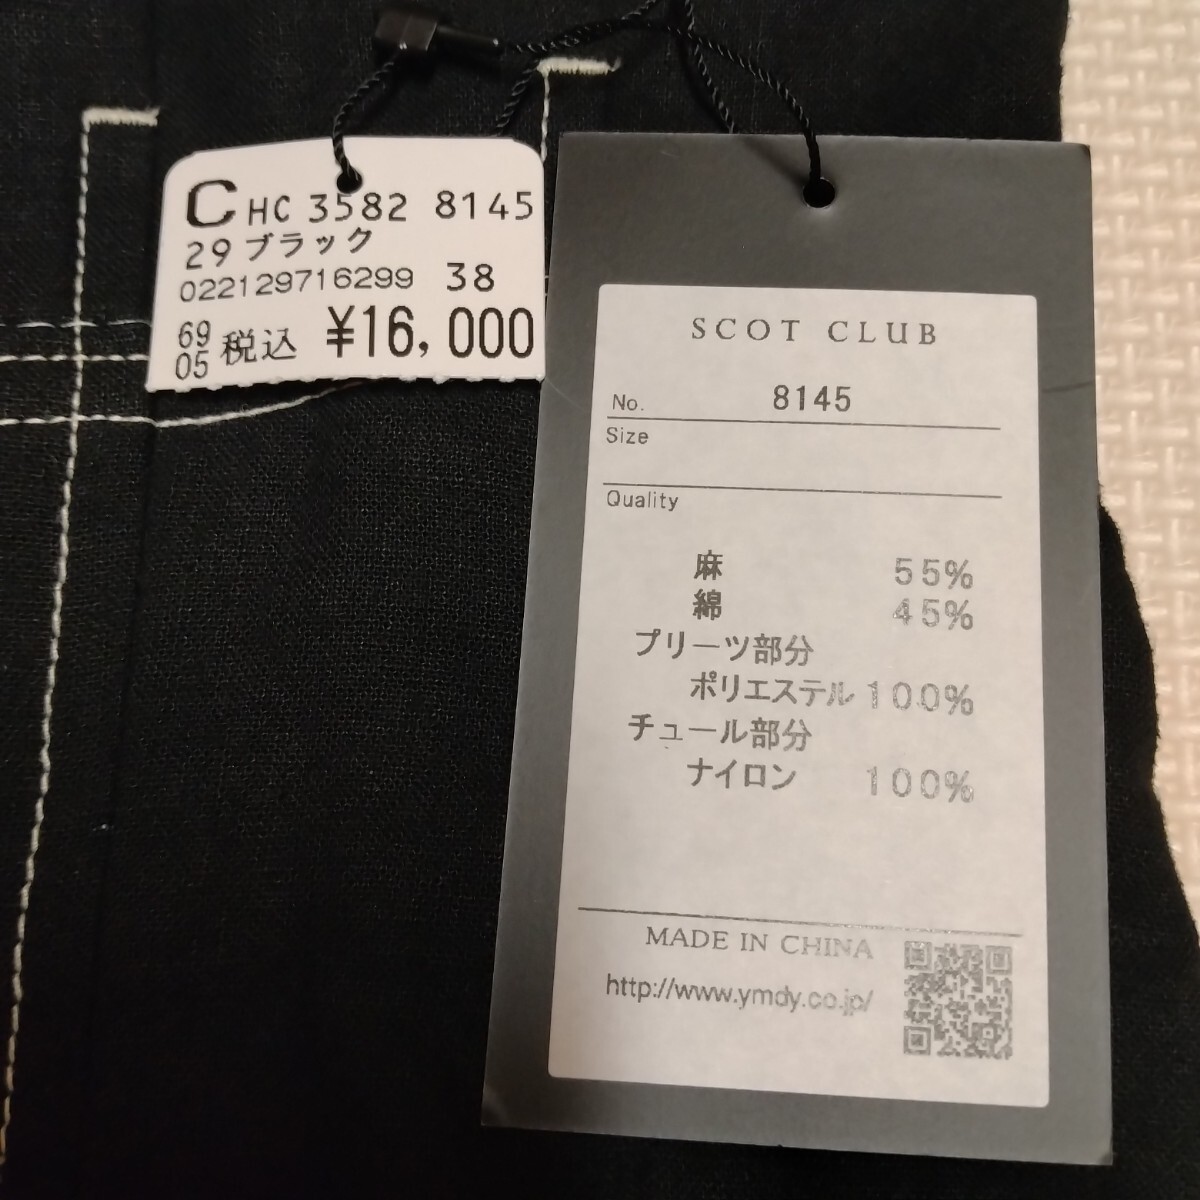 C HC 3582 8145
29 ブラック
022129716299 38
69
05 税込 ¥16,000
SCOT CLUB
No. 8145
Size
Quality
麻 55%
綿 45%
プリーツ部分
ポリエステル 100%
チュール部分
ナイロン 100%
MADE IN CHINA
http://www.ymdy.co.jp/